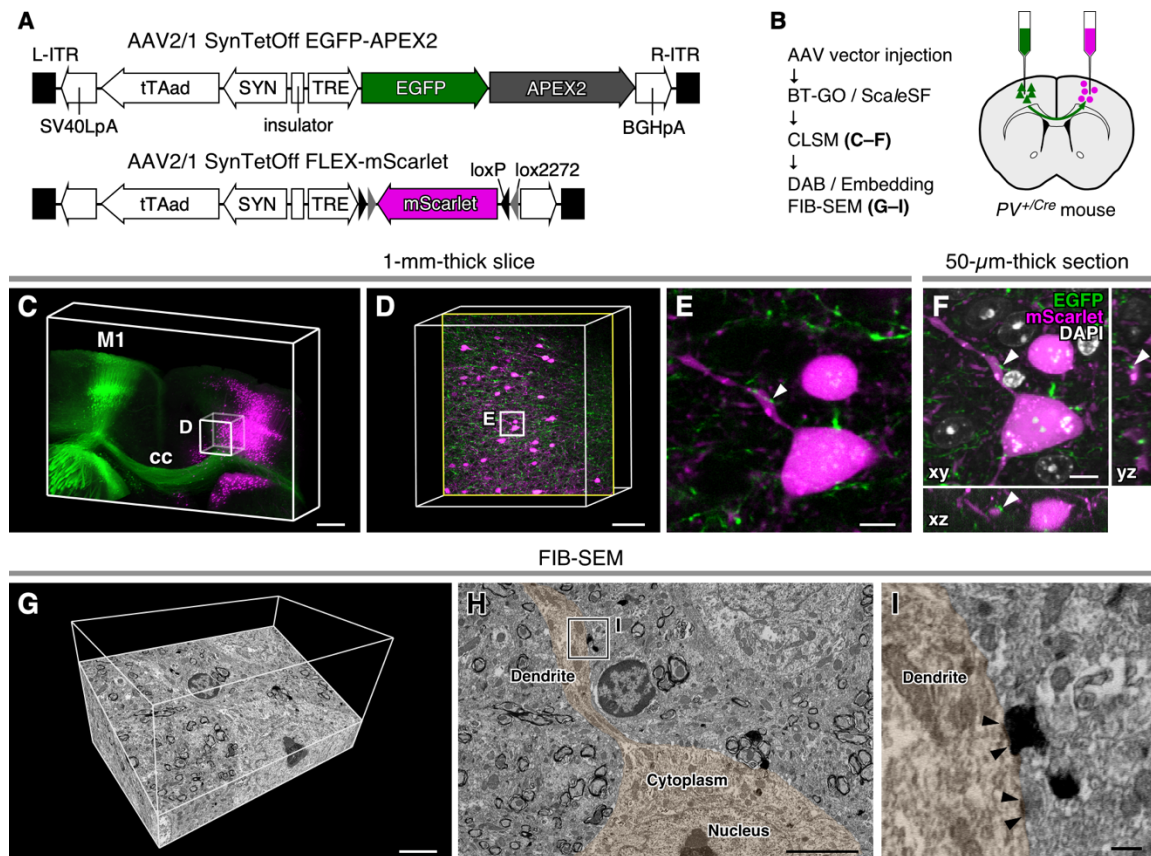 A
AAV2/1 SynTetOff EGFP-APEX2
L-ITR
R-ITR
tTAad
SYN
TRE
EGFP
APEX2
SV40LpA
insulator
BGHpA
AAV2/1 SynTetOff FLEX-mScarlet
loxP
lox2272
tTAad
SYN
TRE
mScarlet
B
AAV vector injection
↓
BT-GO / ScaleSF
↓
CLSM (C–F)
↓
DAB / Embedding
FIB-SEM (G–I)
PV+/Cre mouse
1-mm-thick slice
50-µm-thick section
C
M1
D
cc
D
E
E
F
EGFP
mScarlet
DAPI
xy
yz
xz
FIB-SEM
G
H
I
Dendrite
Cytoplasm
Nucleus
I
Dendrite